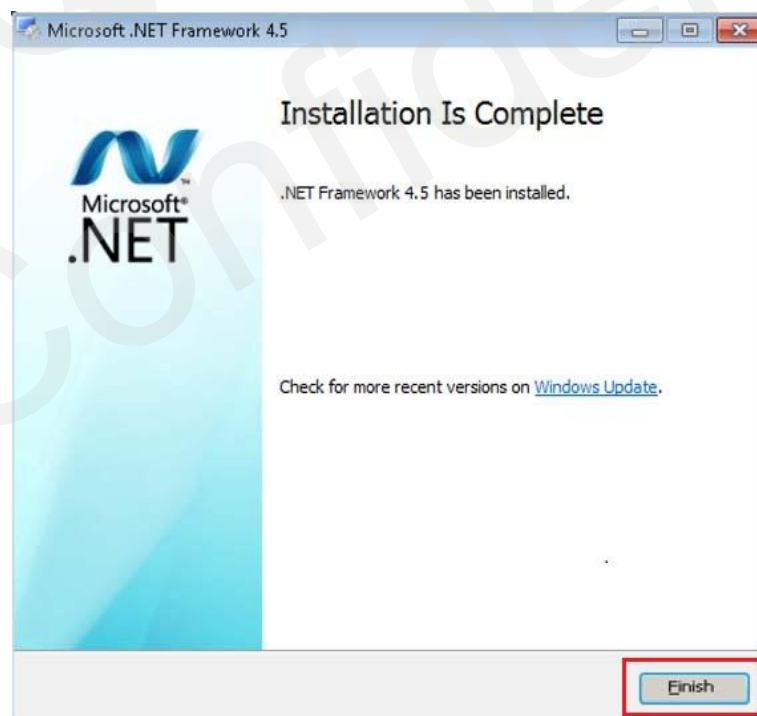 Microsoft .NET Framework 4.5
Installation Is Complete
Microsoft®
.NET
.NET Framework 4.5 has been installed.
Check for more recent versions on Windows Update.
.
Finish